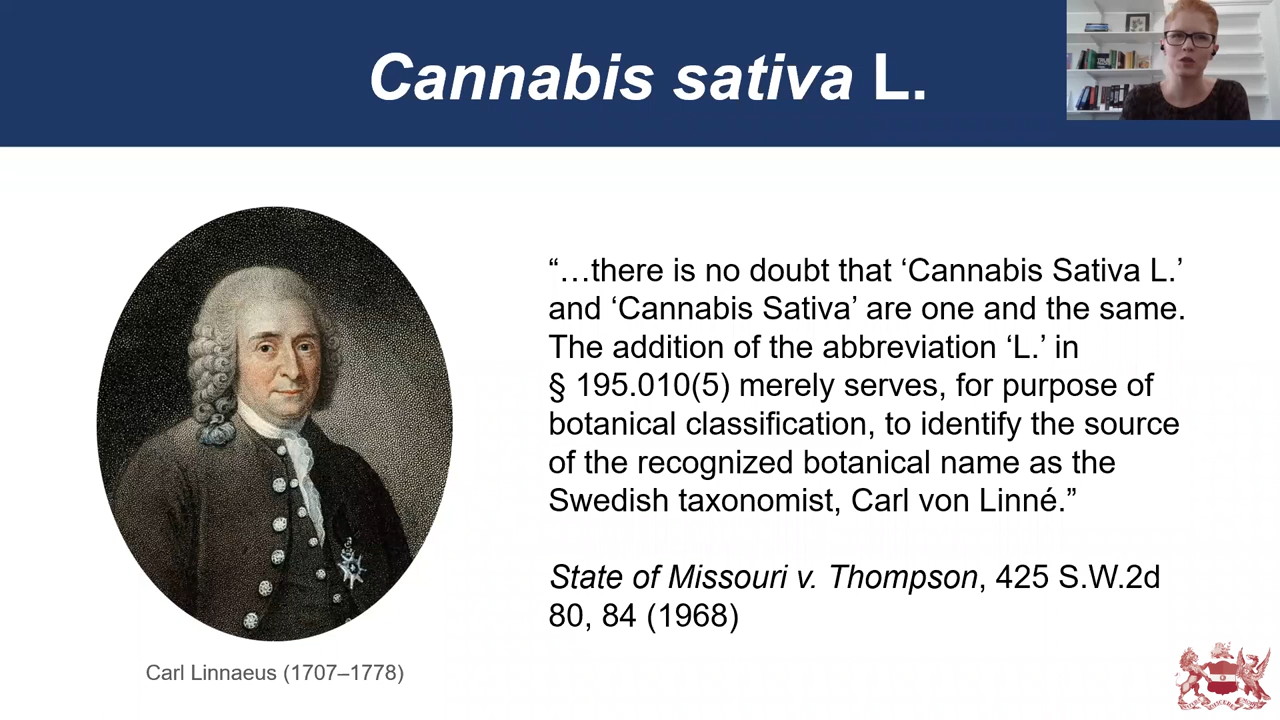 Cannabis sativa L.
“…there is no doubt that ‘Cannabis Sativa L.’
and ‘Cannabis Sativa’ are one and the same.
The addition of the abbreviation ‘L.’ in
§ 195.010(5) merely serves, for purpose of
botanical classification, to identify the source
of the recognized botanical name as the
Swedish taxonomist, Carl von Linné.”
State of Missouri v. Thompson, 425 S.W.2d
80, 84 (1968)
Carl Linnaeus (1707–1778)